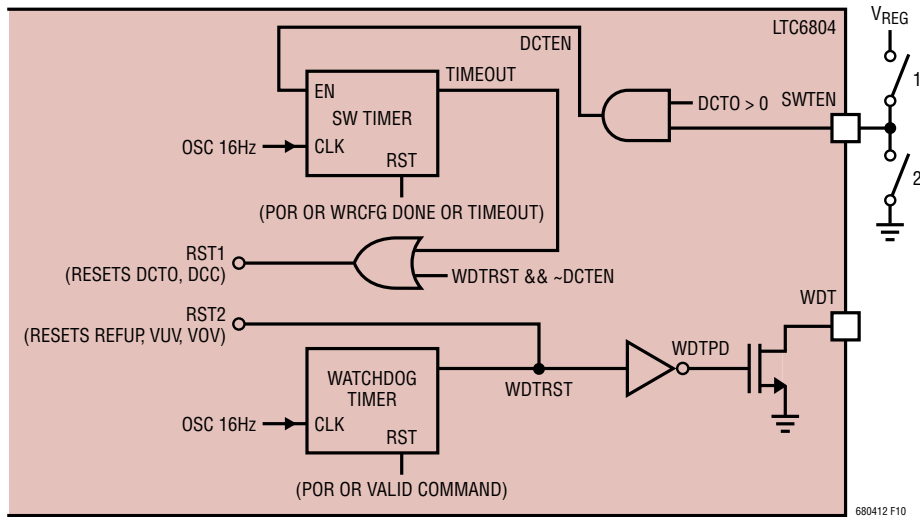 LTC6804
VREG
DCTEN
TIMEOUT
EN
SW TIMER
CLK
RST
OSC 16Hz
(POR OR WRCFG DONE OR TIMEOUT)
DCTO > 0
SWTEN
1
2
RST1
(RESETS DCTO, DCC)
WDTRST && ~DCTEN
RST2
(RESETS REFUP, VUV, VOV)
WDT
WATCHDOG
TIMER
CLK
RST
OSC 16Hz
(POR OR VALID COMMAND)
WDTRST
WDTPD
680412 F10